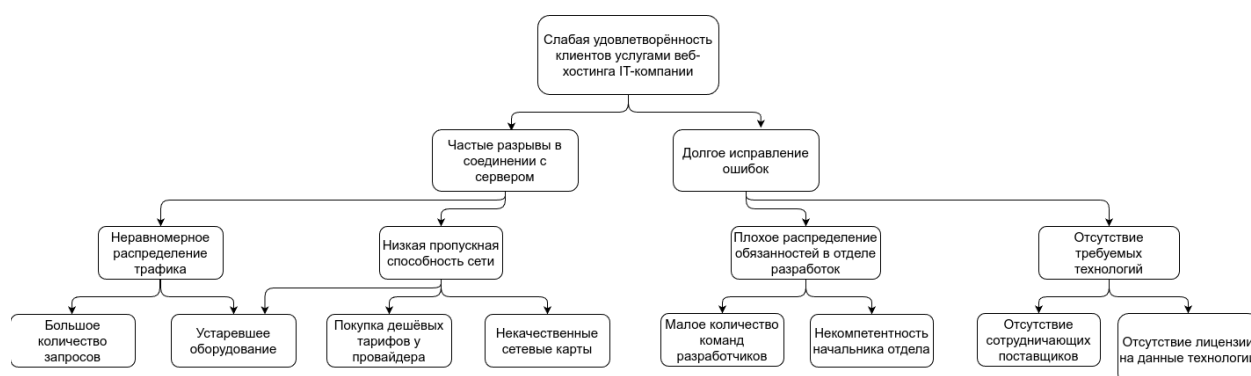 Слабая удовлетворённость
клиентов услугами веб-
хостинга IT-компании
Частые разрывы в
соединении с
сервером
Долгое исправление
ошибок
Неравномерное
распределение
трафика
Низкая пропускная
способность сети
Плохое распределение
обязанностей в отделе
разработок
Отсутствие
требуемых
технологий
Большое
количество
запросов
Устаревшее
оборудование
Покупка дешёвых
тарифов у
провайдера
Некачественные
сетевые карты
Малое количество
команд
разработчиков
Некомпетентность
начальника отдела
Отсутствие
сотрудничающих
поставщиков
Отсутствие лицензии
на данные технологии